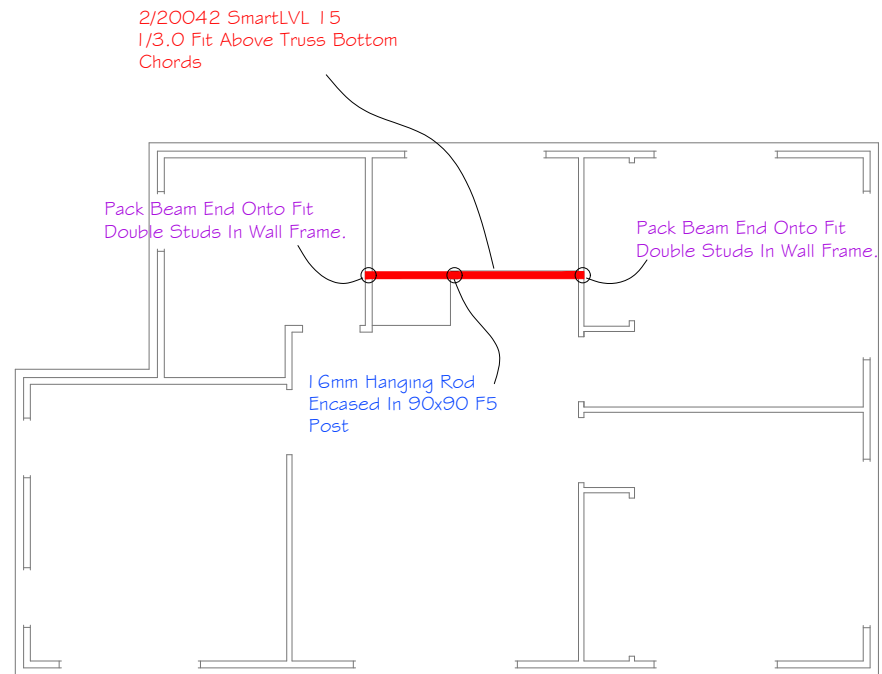 2/20042 SmartLVL 15
1/3.0 Fit Above Truss Bottom
Chords
Pack Beam End Onto Fit
Double Studs In Wall Frame.
Pack Beam End Onto Fit
Double Studs In Wall Frame.
16mm Hanging Rod
Encased In 90x90 F5
Post